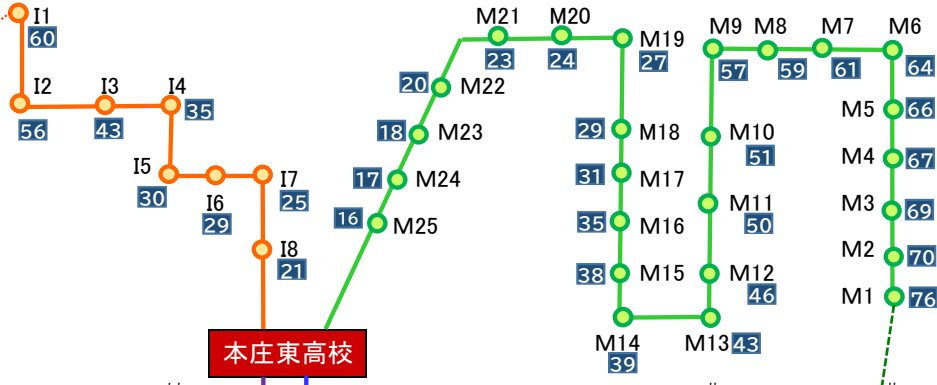 I1
60
I2
56
I3
43
I4
35
I5
30
I6
29
I7
25
I8
21
本庄東高校
M25
16
M24
17
M23
18
M22
20
M21
23
M20
24
M19
27
M18
29
M17
31
M16
35
M15
38
M14
39
M13
43
M12
46
M11
50
M10
51
M9
57
M8
59
M7
61
M6
64
M5
66
M4
67
M3
69
M2
70
M1
76